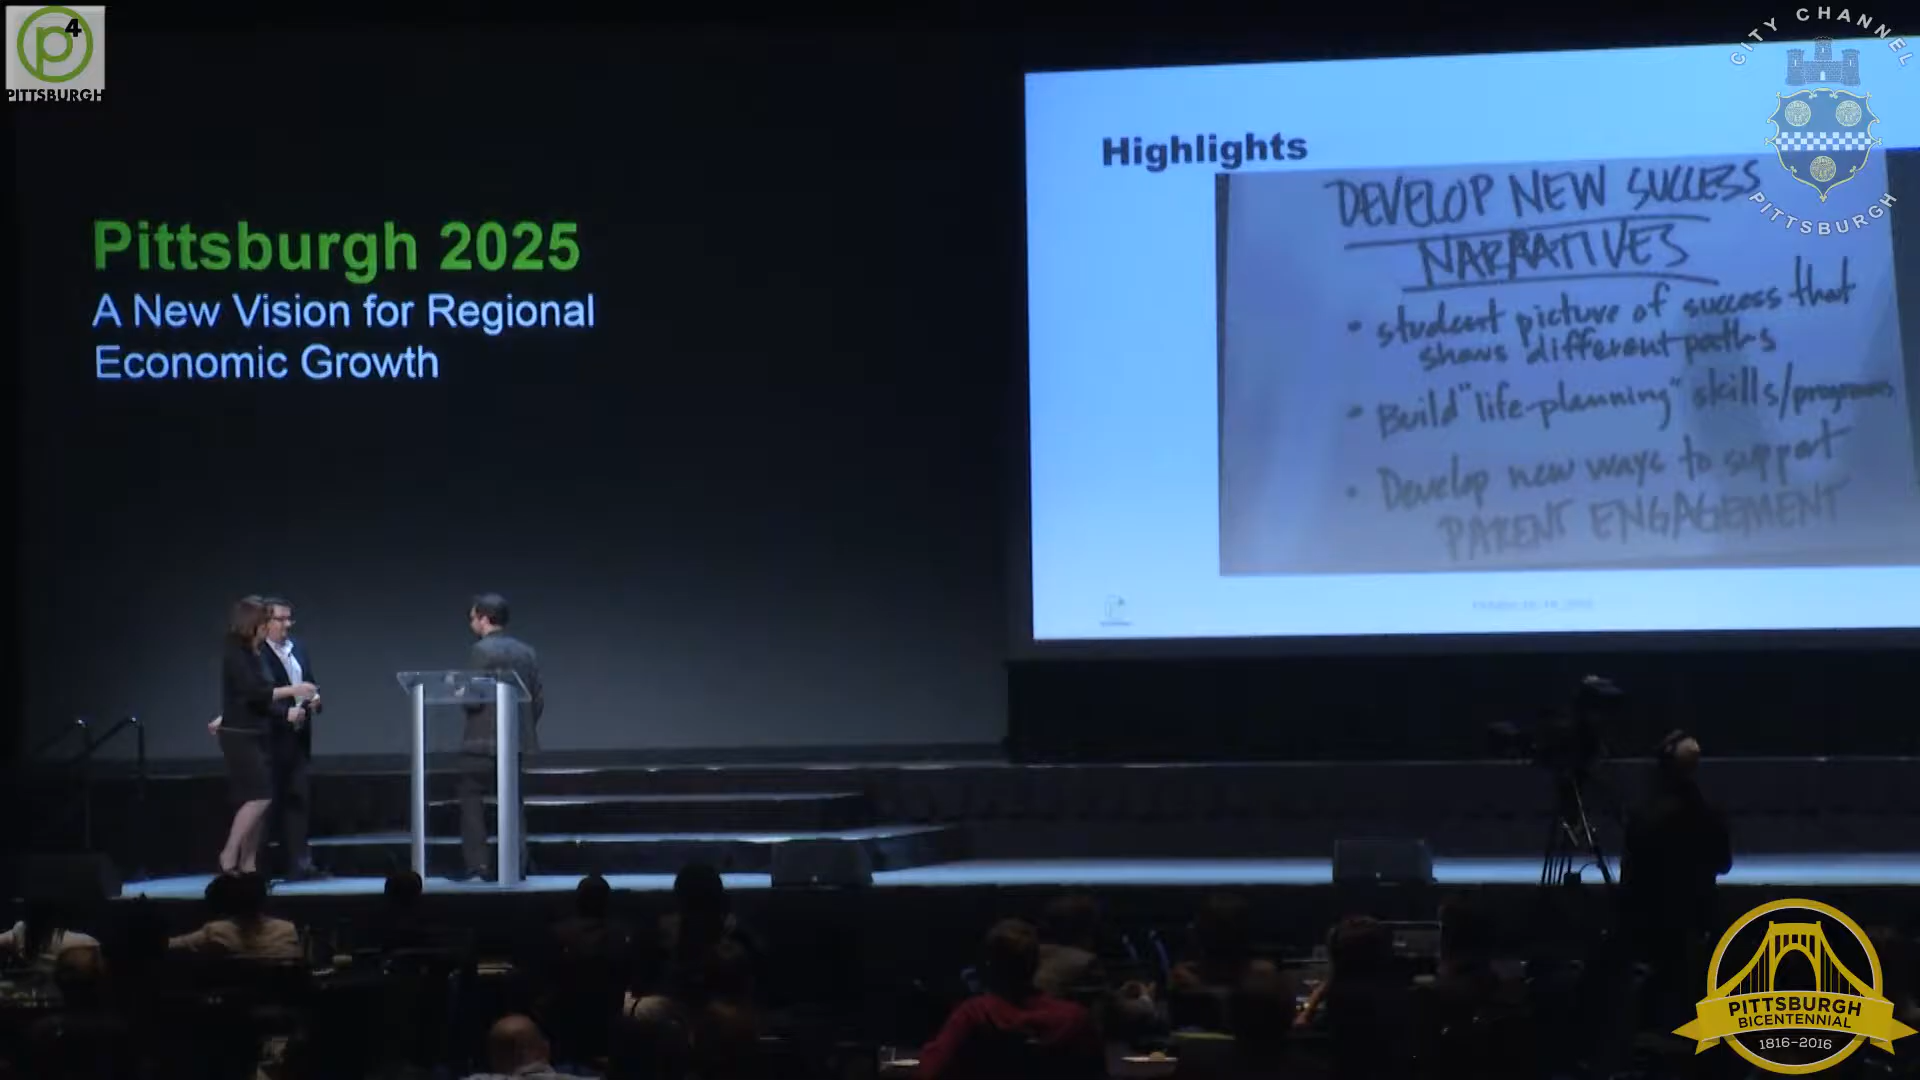 p4
PITTSBURGH
CITY CHANNEL
PITTSBURGH
Pittsburgh 2025
A New Vision for Regional
Economic Growth
Highlights
DEVELOP NEW SUCCESS
NARRATIVES
• student picture of success that
shows different paths
• Build "life-planning" skills/programs
• Develop new ways to support
PARENT ENGAGEMENT
PITTSBURGH
BICENTENNIAL
1816-2016